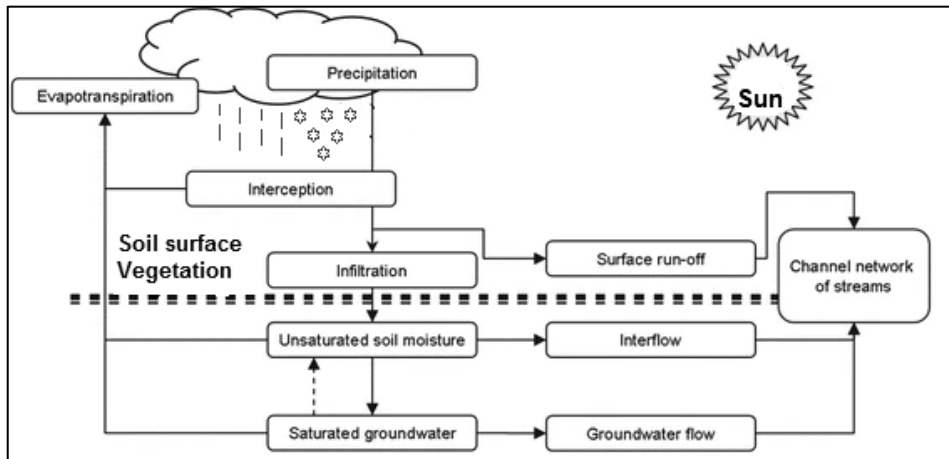 Precipitation
Evapotranspiration
Sun
Interception
Soil surface
Vegetation
Surface run-off
Infiltration
Channel network
of streams
Unsaturated soil moisture
Interflow
Saturated groundwater
Groundwater flow